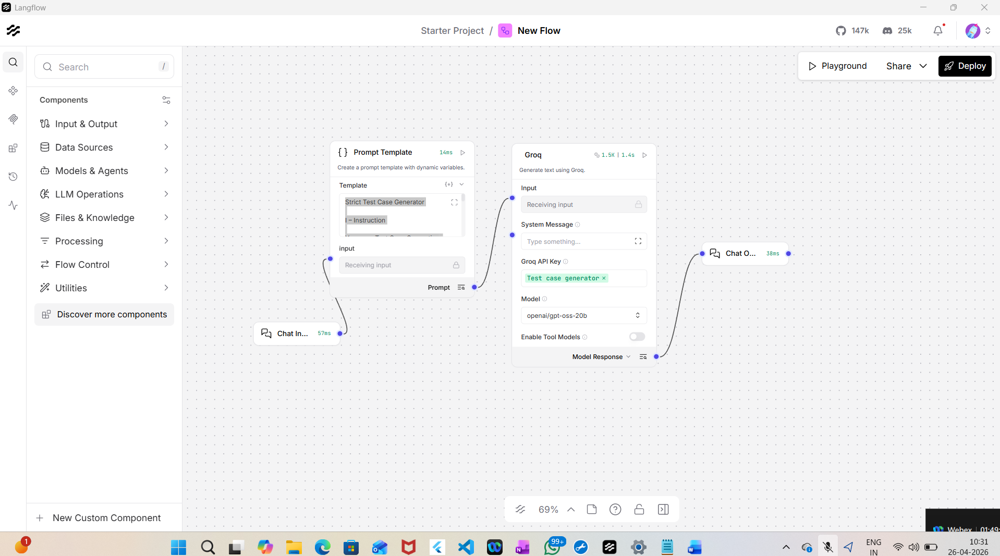 Langflow
Starter Project / New Flow
147k
25k
Search
/
Components
Input & Output
Data Sources
Models & Agents
LLM Operations
Files & Knowledge
Processing
Flow Control
Utilities
Discover more components
New Custom Component
Playground
Share
Deploy
Prompt Template
14ms
Create a prompt template with dynamic variables.
Template
Strict Test Case Generator
I – Instruction
input
Receiving input
Prompt
Chat In...
57ms
Groq
1.5K | 1.4s
Generate text using Groq.
Input
Receiving input
System Message
Type something...
Groq API Key
Test case generator ×
Model
openai/gpt-oss-20b
Enable Tool Models
Model Response
Chat O...
38ms
69%
Webex
01:49:
1
99+
ENG
IN
10:31
26-04-2026